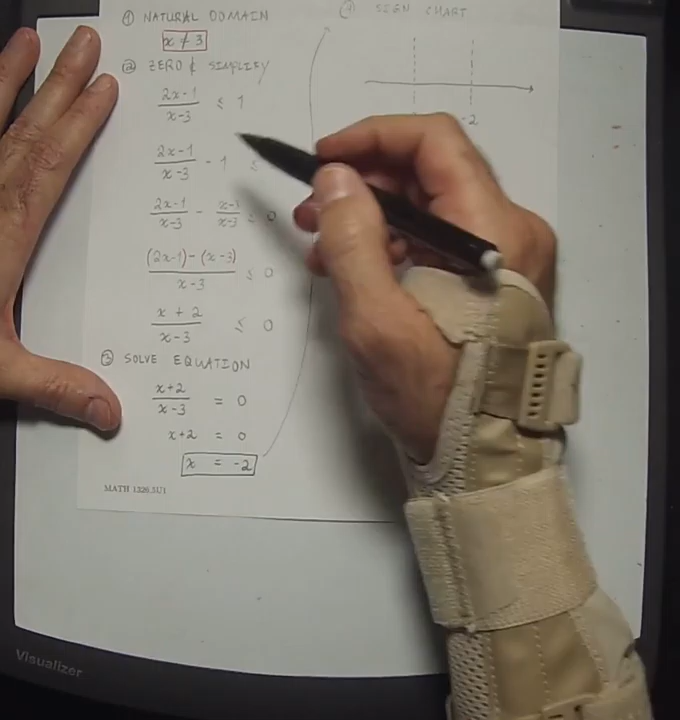 ① NATURAL DOMAIN
x ≠ 3
② ZERO & SIMPLIFY
(2x-1)/(x-3) ≤ 1
(2x-1)/(x-3) - 1 ≤
(2x-1)/(x-3) - (x-3)/(x-3) ≤ 0
((2x-1)-(x-3))/(x-3) ≤ 0
(x + 2)/(x-3) ≤ 0
③ SOLVE EQUATION
(x+2)/(x-3) = 0
x+2 = 0
x = -2
MATH 1329.5U1
④ SIGN CHART
-2
Visualizer